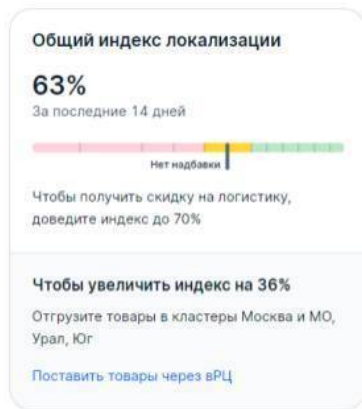 Общий индекс локализации
63%
За последние 14 дней
Нет надбавки
Чтобы получить скидку на логистику,
доведите индекс до 70%
Чтобы увеличить индекс на 36%
Отгрузите товары в кластеры Москва и МО,
Урал, Юг
Поставить товары через вРЦ